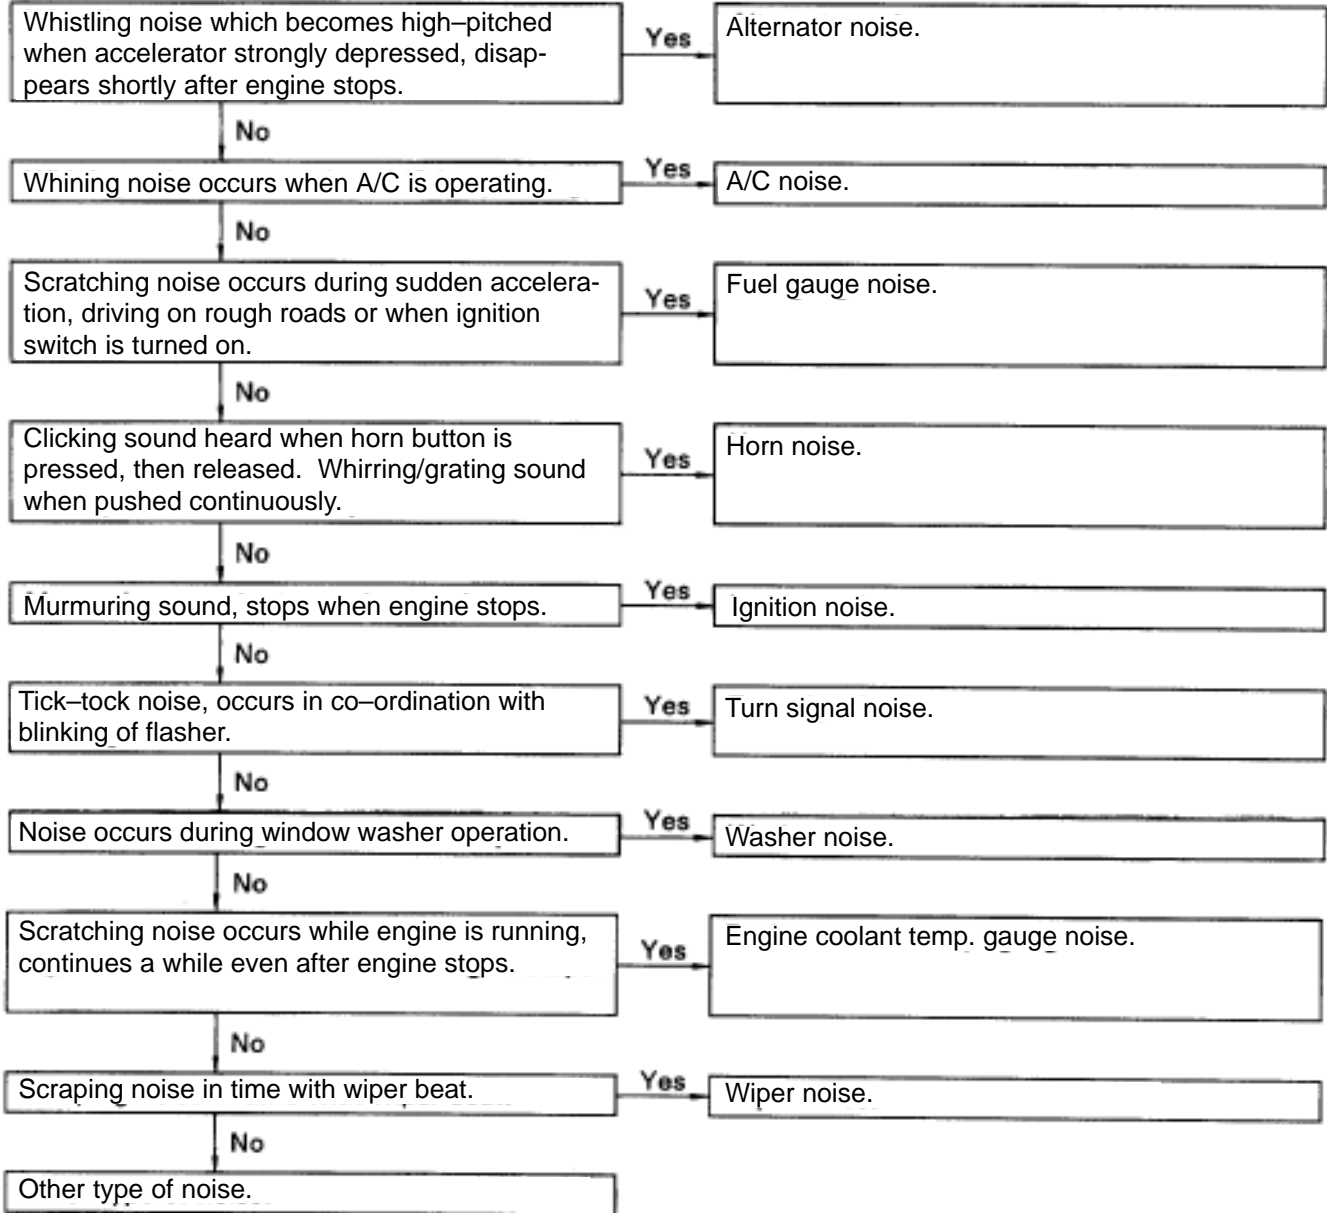 Whistling noise which becomes high–pitched
when accelerator strongly depressed, disap-
pears shortly after engine stops.
Yes
Alternator noise.
No
Whining noise occurs when A/C is operating.
Yes
A/C noise.
No
Scratching noise occurs during sudden accelera-
tion, driving on rough roads or when ignition
switch is turned on.
Yes
Fuel gauge noise.
No
Clicking sound heard when horn button is
pressed, then released.  Whirring/grating sound
when pushed continuously.
Yes
Horn noise.
No
Murmuring sound, stops when engine stops.
Yes
Ignition noise.
No
Tick–tock noise, occurs in co–ordination with
blinking of flasher.
Yes
Turn signal noise.
No
Noise occurs during window washer operation.
Yes
Washer noise.
No
Scratching noise occurs while engine is running,
continues a while even after engine stops.
Yes
Engine coolant temp. gauge noise.
No
Scraping noise in time with wiper beat.
Yes
Wiper noise.
No
Other type of noise.